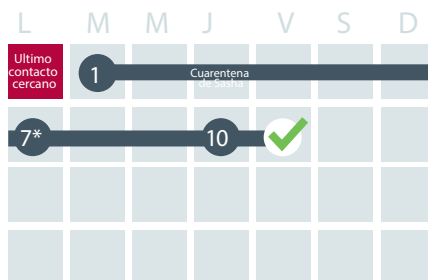 L M M J V S D
Ultimo
contacto
cercano
1
Cuarentena
de Sasha
7*
10